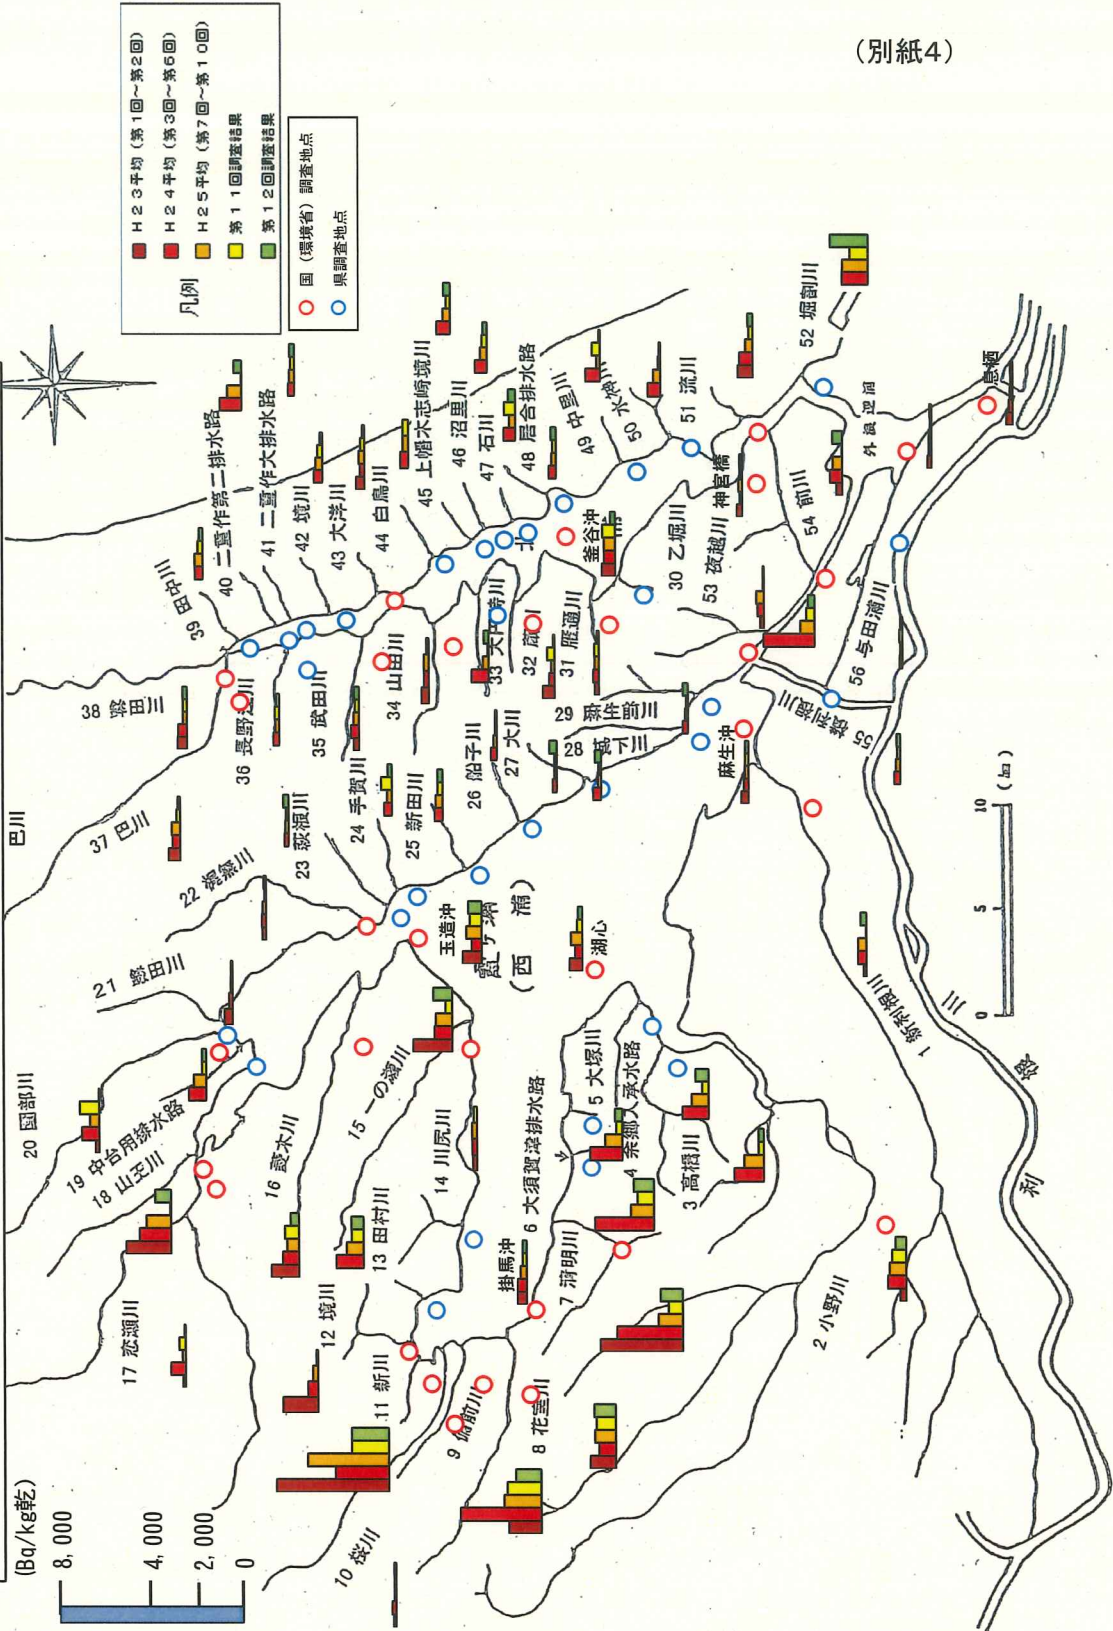 (別紙4)
凡例
H23平均(第1回~第2回)
H24平均(第3回~第6回)
H25平均(第7回~第10回)
第11回調査結果
第12回調査結果
国(環境省)調査地点
県調査地点
(Bq/kg乾)
8,000
4,000
2,000
0
巴川
1 新利根川
2 小野川
3 高橋川
4 余郷入承水路
5 大塚川
6 大須賀津排水路
7 清明川
8 花室川
9 備前川
10 桜川
11 新川
12 境川
13 田村川
14 川尻川
15 一の瀬川
16 菱木川
17 恋瀬川
18 山王川
19 中台用排水路
20 園部川
21 鎌田川
22 梶無川
23 萩根川
24 手賀川
25 新田川
26 船子川
27 大川
28 蔵下川
29 麻生前川
30 乙堀川
31 雁通川
32 蔵川
34 山田川
35 武田川
36 長野江川
37 巴川
38 鉾田川
39 田中川
40 二重作第二排水路
41 二重作大排水路
42 境川
43 大洋川
44 白鳥川
45 上幡木志崎境川
46 沼里川
47 石川
48 居合排水路
49 中里川
50 水神川
51 流川
52 堀割川
53 夜越川
54 前川
55 横利根川
56 与田浦川
掛馬沖
玉造沖
湖心
麻生沖
釜谷沖
神宮橋
外浪逆浦
息栖
霞ヶ浦
(西浦)
北
利根川
0
5
10(㎞)